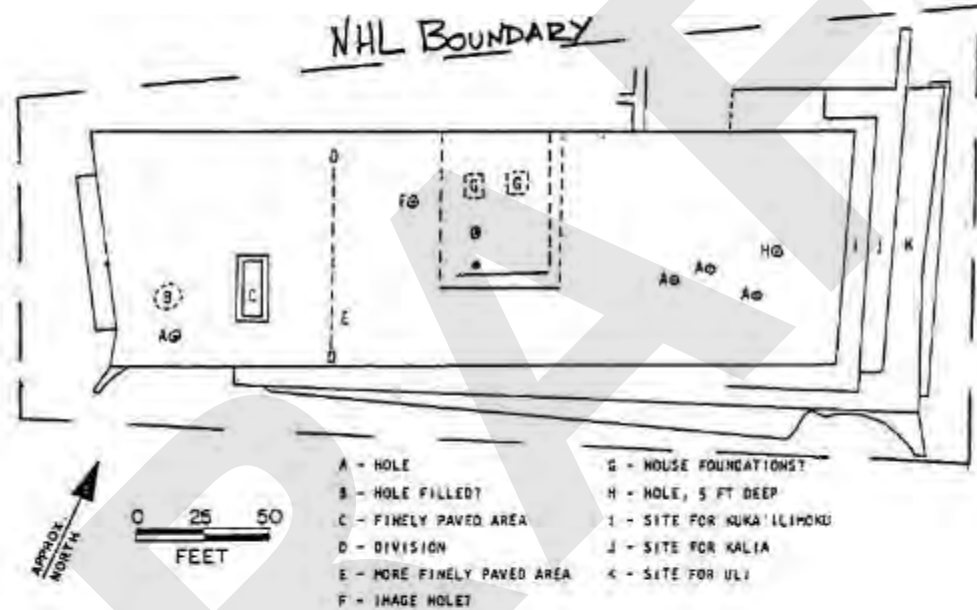 NHL BOUNDARY
D
F
G
G
B
C
A
E
A
A
A
H
I
J
K
A - HOLE
B - HOLE FILLED?
C - FINELY PAVED AREA
D - DIVISION
E - MORE FINELY PAVED AREA
F - IMAGE HOLE?
G - HOUSE FOUNDATIONS?
H - HOLE, 5 FT DEEP
I - SITE FOR KUKA'ILIMOKU
J - SITE FOR KALIA
K - SITE FOR ULI
APPROX.
NORTH
0 25 50
FEET
DRAFT